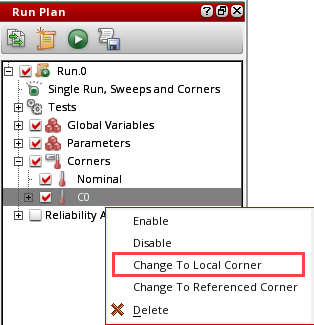 Run Plan
Run.0
Single Run, Sweeps and Corners
Tests
Global Variables
Parameters
Corners
Nominal
C0
Reliability A
Enable
Disable
Change To Local Corner
Change To Referenced Corner
Delete